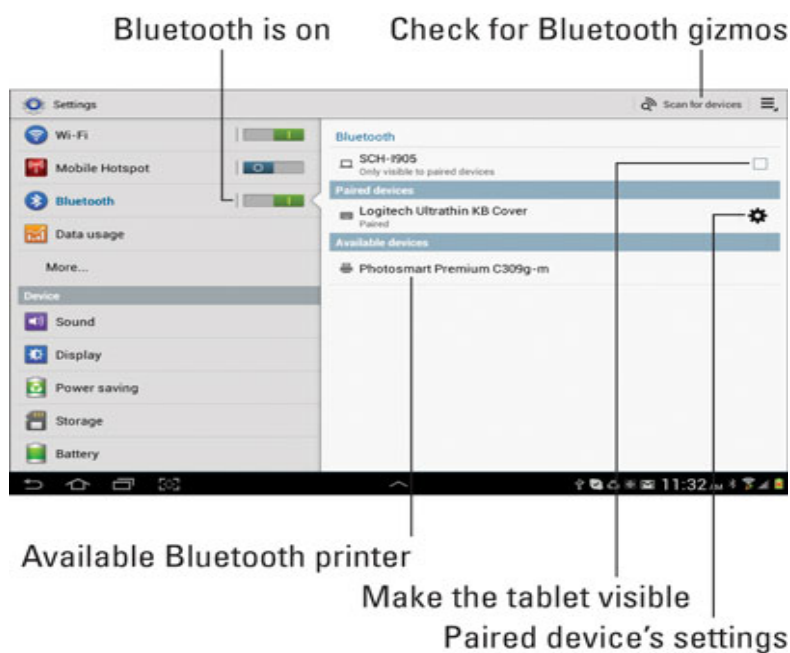 Bluetooth is on
Check for Bluetooth gizmos
Settings
Scan for devices
Wi-Fi
Mobile Hotspot
Bluetooth
Data usage
More...
Device
Sound
Display
Power saving
Storage
Battery
Bluetooth
SCH-I905
Only visible to paired devices
Paired devices
Logitech Ultrathin KB Cover
Paired
Available devices
Photosmart Premium C309g-m
11:32 AM
Available Bluetooth printer
Make the tablet visible
Paired device's settings